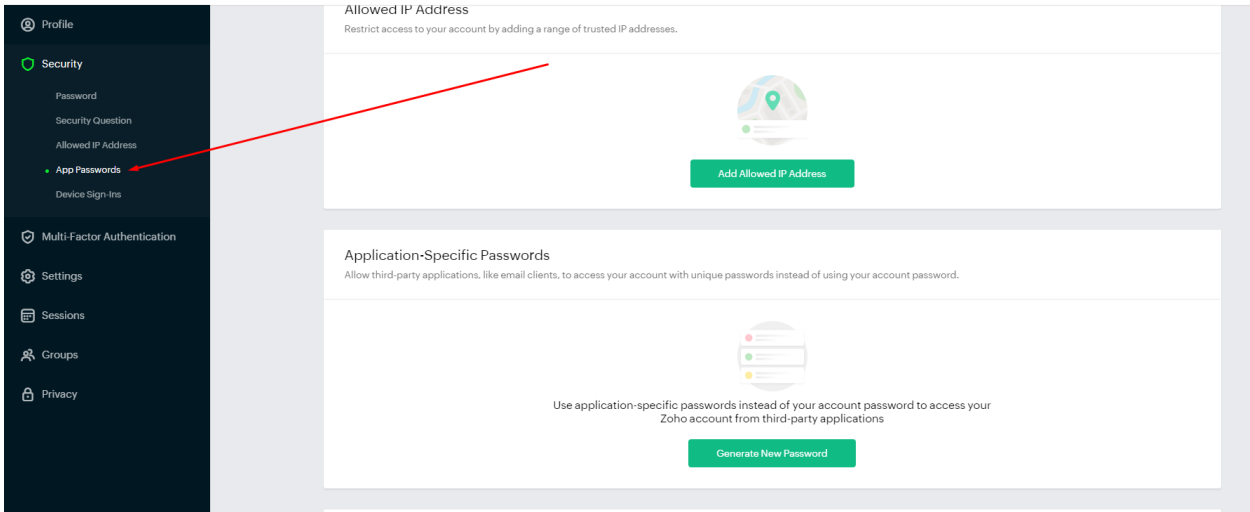 Profile
Security
Password
Security Question
Allowed IP Address
App Passwords
Device Sign-Ins
Multi-Factor Authentication
Settings
Sessions
Groups
Privacy
Allowed IP Address
Restrict access to your account by adding a range of trusted IP addresses.
Add Allowed IP Address
Application-Specific Passwords
Allow third-party applications, like email clients, to access your account with unique passwords instead of using your account password.
Use application-specific passwords instead of your account password to access your
Zoho account from third-party applications
Generate New Password